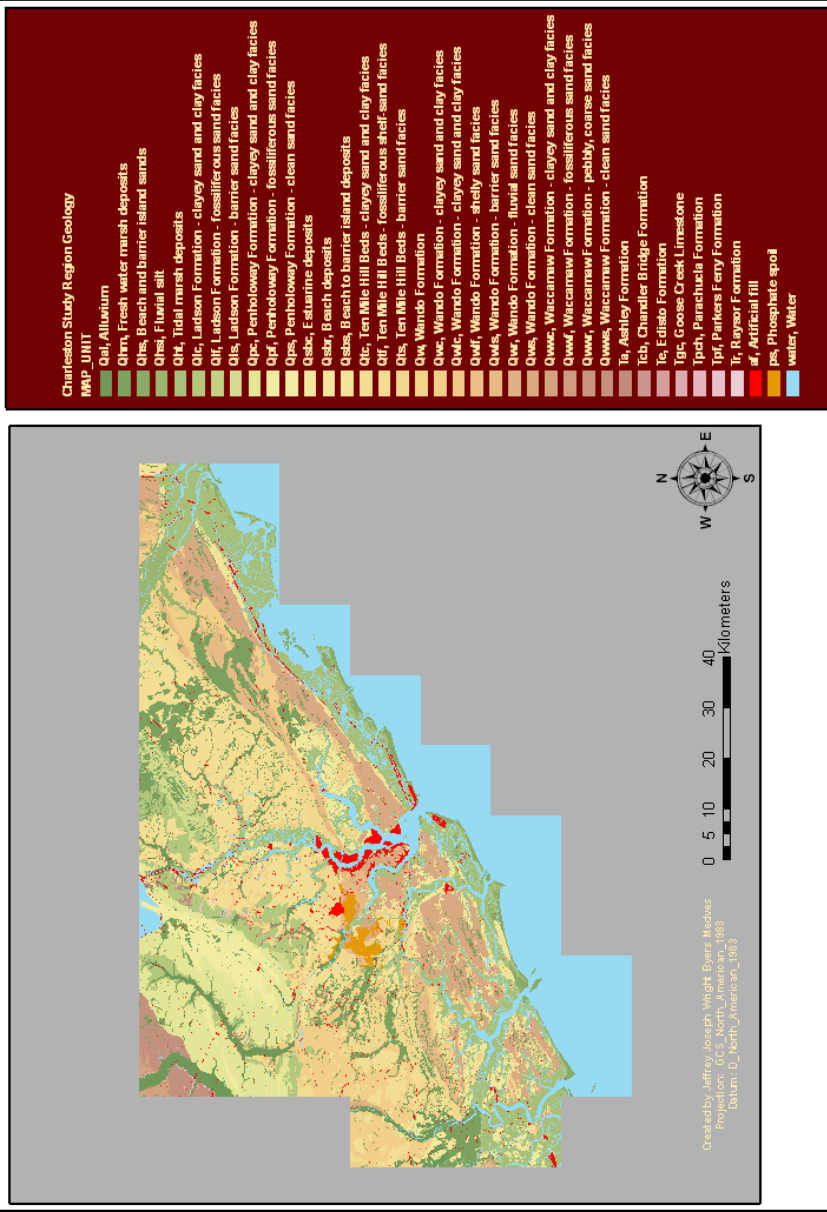 Charleston Study Region Geology
MAP_UNIT
Qal, Alluvium
Qhm, Fresh water marsh deposits
Qhs, Beach and barrier island sands
Qhsl, Fluvial silt
Qht, Tidal marsh deposits
Qlc, Ladson Formation - clayey sand and clay facies
Qlf, Ladson Formation - fossiliferous sand facies
Qls, Ladson Formation - barrier sand facies
Qpc, Penholoway Formation - clayey sand and clay facies
Qpf, Penholoway Formation - fossiliferous sand facies
Qps, Penholoway Formation - clean sand facies
Qsbc, Estuarine deposits
Qsbr, Beach deposits
Qsbs, Beach to barrier island deposits
Qtc, Ten Mile Hill Beds - clayey sand and clay facies
Qtf, Ten Mile Hill Beds - fossiliferous shelf-sand facies
Qts, Ten Mile Hill Beds - barrier sand facies
Qw, Wando Formation
Qwc, Wando Formation - clayey sand and clay facies
Qwlc, Wando Formation - clayey sand and clay facies
Qwlf, Wando Formation - shelly sand facies
Qwls, Wando Formation - barrier sand facies
Qwr, Wando Formation - fluvial sand facies
Qws, Wando Formation - clean sand facies
Qwwc, Waccamaw Formation - clayey sand and clay facies
Qwwf, Waccamaw Formation - fossiliferous sand facies
Qwwr, Waccamaw Formation - pebbly, coarse sand facies
Qwws, Waccamaw Formation - clean sand facies
Ta, Ashley Formation
Tcb, Chandler Bridge Formation
Te, Edisto Formation
Tgc, Goose Creek Limestone
Tpch, Parachucla Formation
Tpf, Parkers Ferry Formation
Tr, Raysor Formation
af, Artificial fill
ps, Phosphate spoil
water, Water
N
W E
S
0 5 10 20 30 40
Kilometers
Created by Jeffrey Joseph Wright Byers Medves
Projection: GCS_North_American_1983
Datum: D_North_American_1983